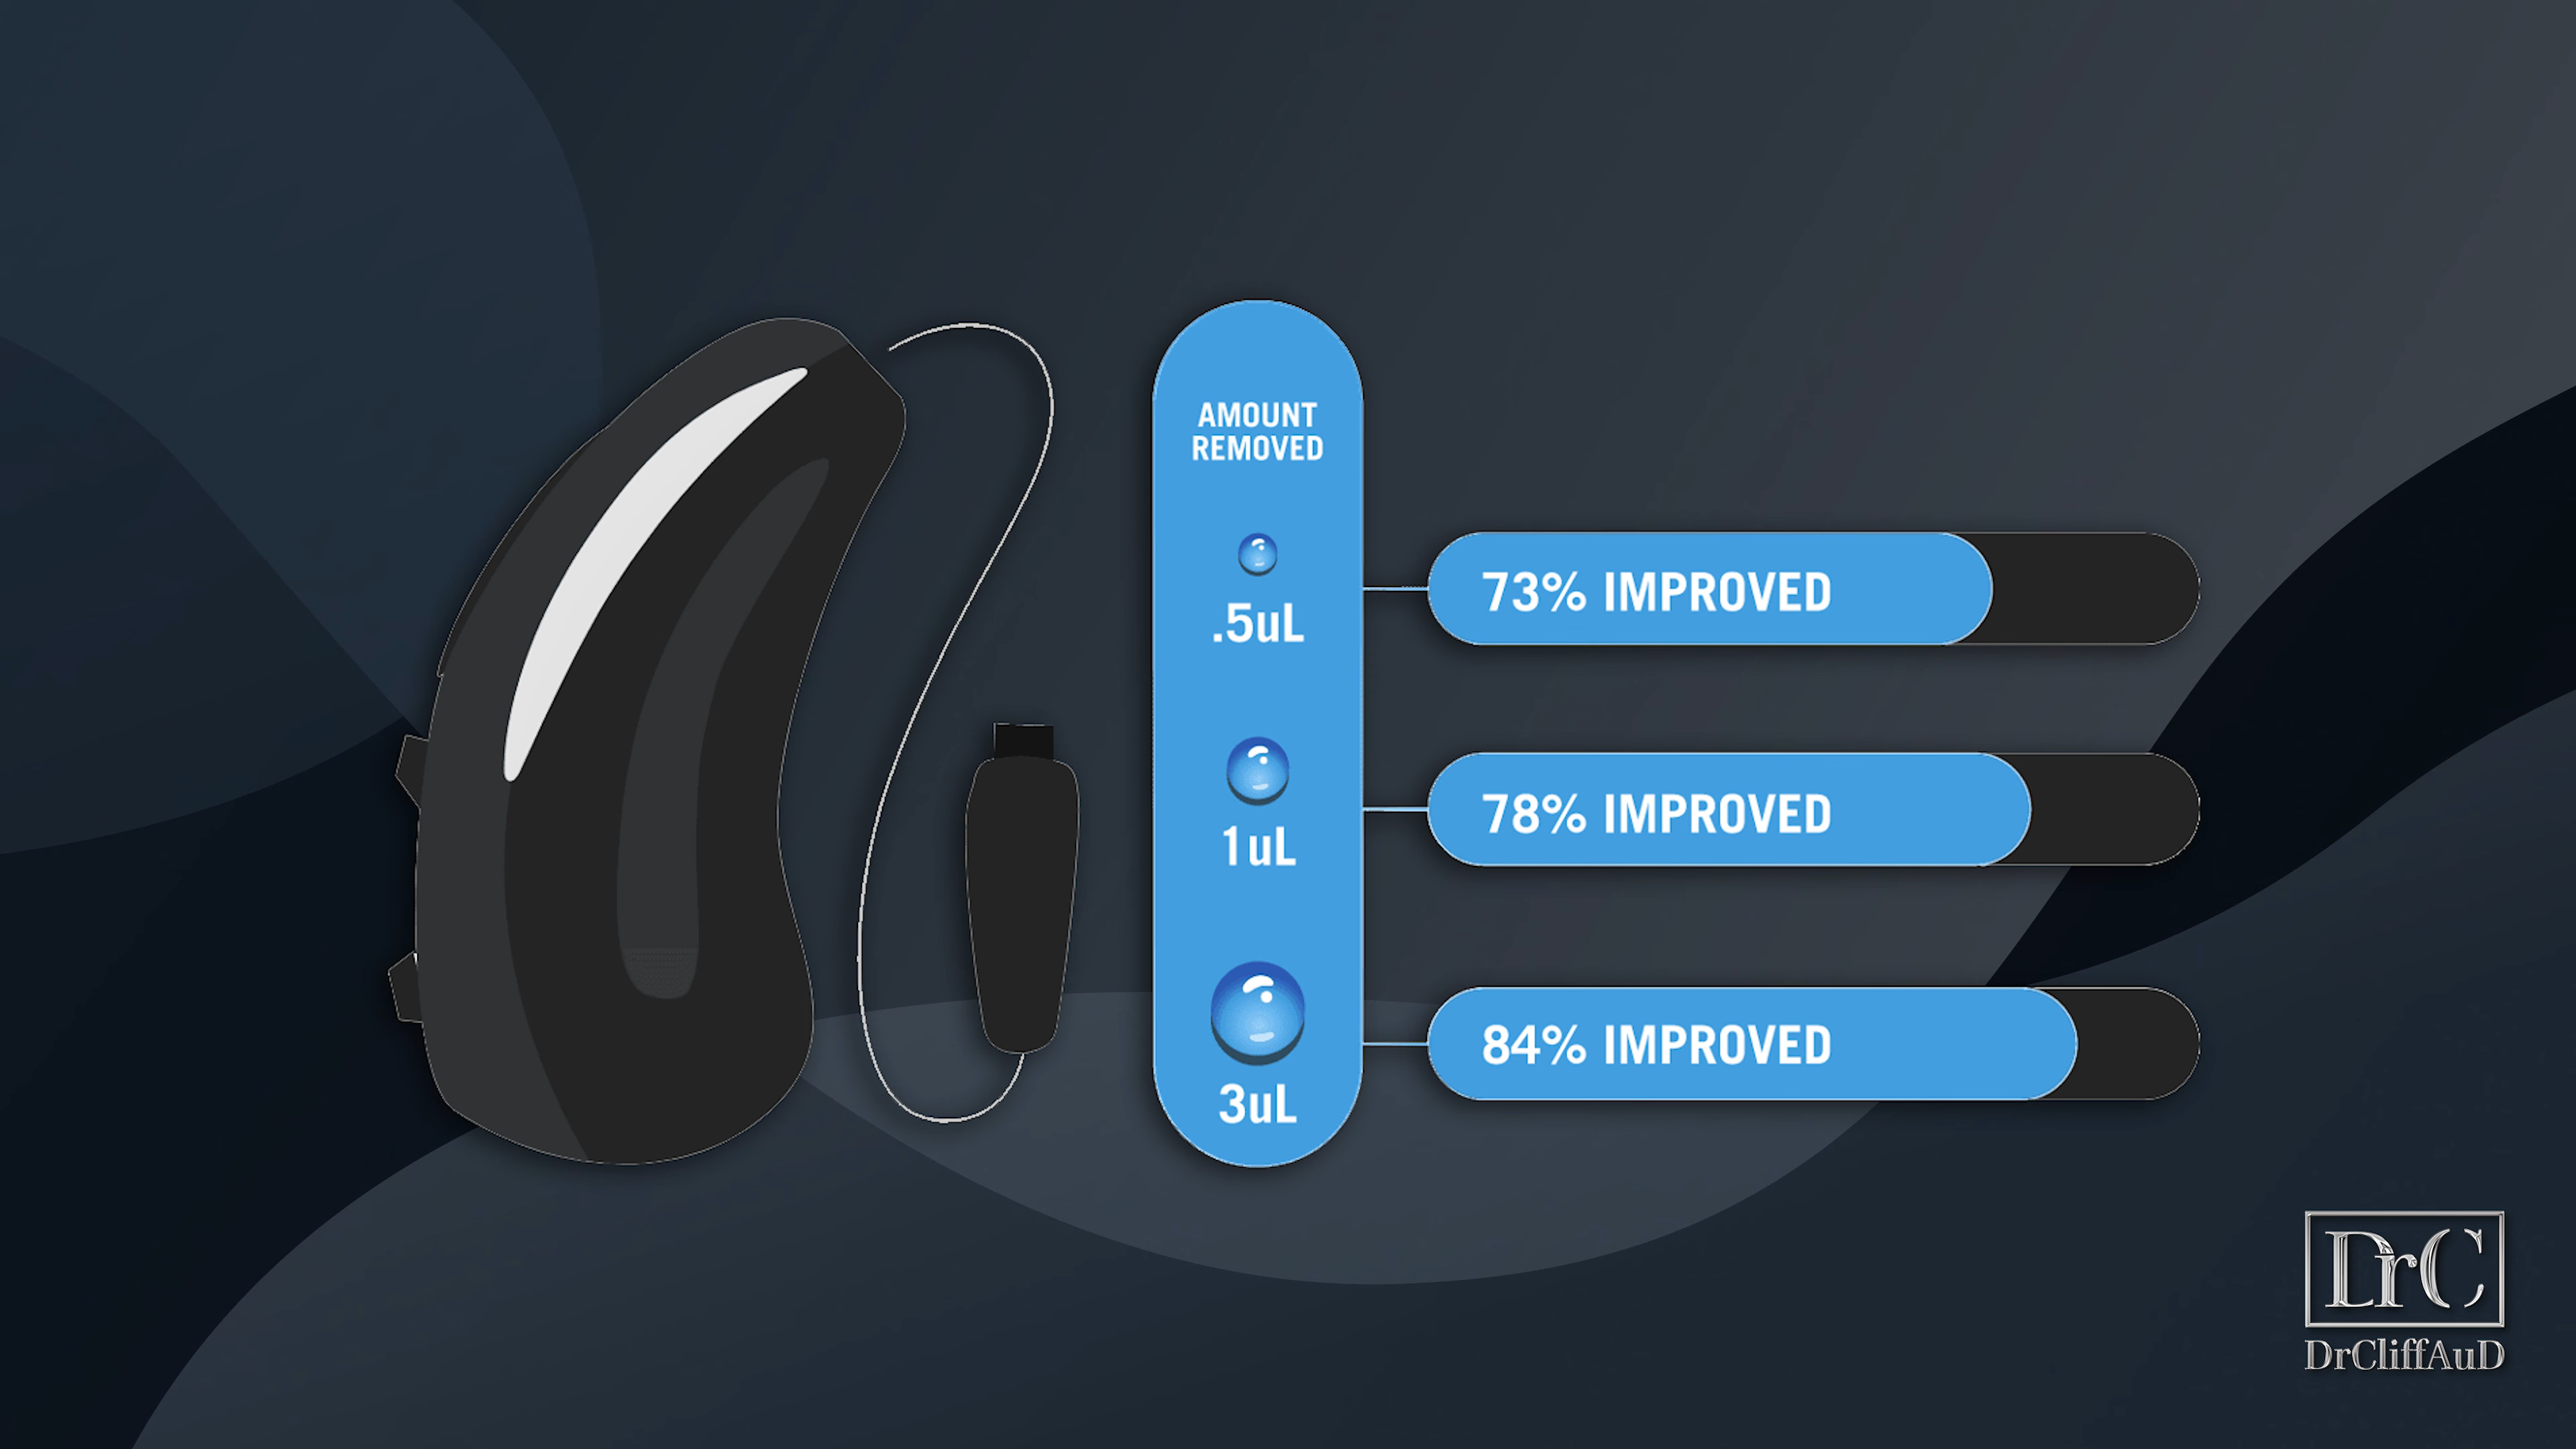 AMOUNT
REMOVED
.5uL
73% IMPROVED
1uL
78% IMPROVED
3uL
84% IMPROVED
DrC
DrCliffAuD